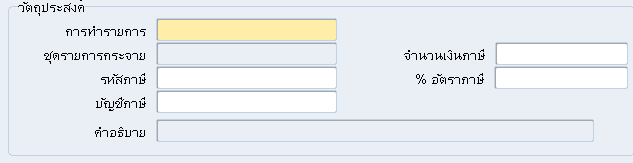 วัตถุประสงค์
การทำรายการ
ชุดรายการกระจาย จำนวนเงินภาษี
รหัสภาษี % อัตราภาษี
บัญชีภาษี
คำอธิบาย